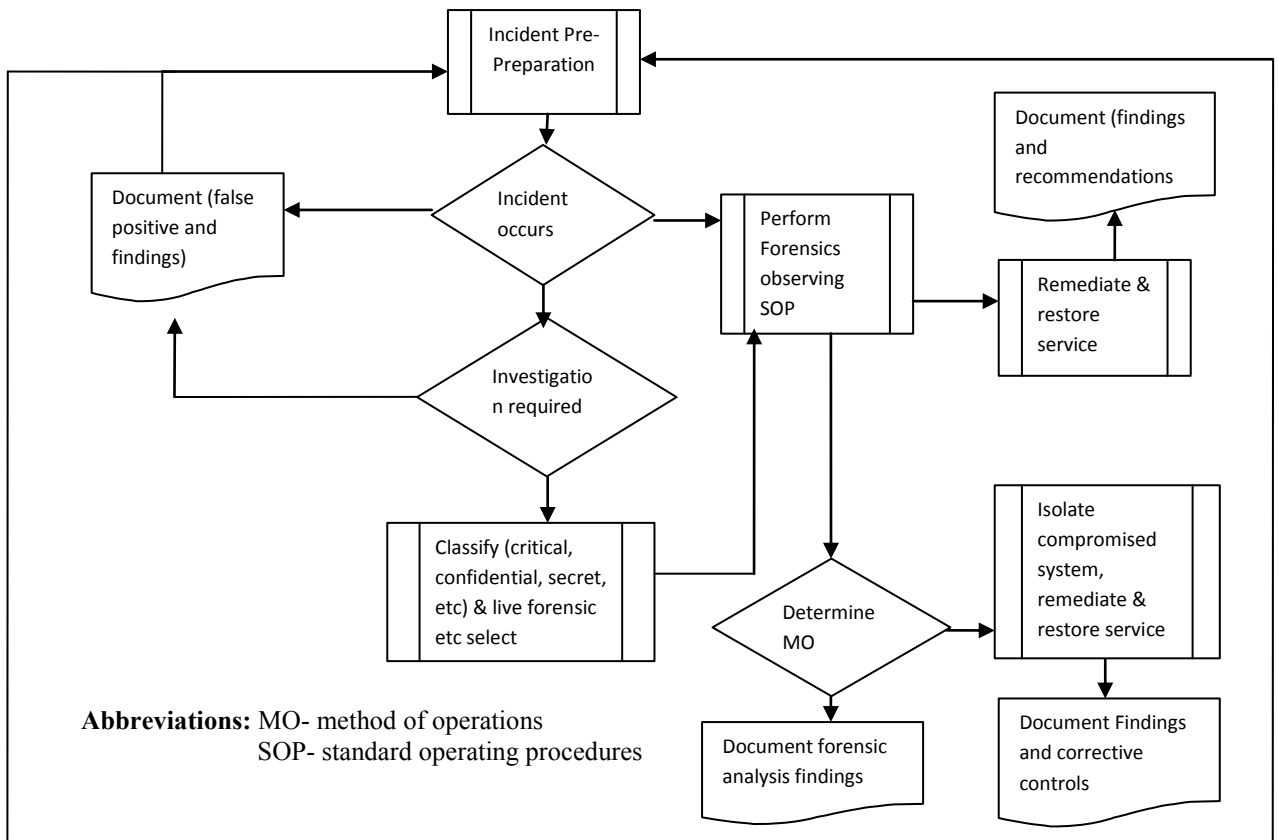 Incident Pre-
Preparation
Document (findings
and
recommendations
Document (false
positive and
findings)
Incident
occurs
Perform
Forensics
observing
SOP
Remediate &
restore
service
Investigatio
n required
Classify (critical,
confidential, secret,
etc) & live forensic
etc select
Isolate
compromised
system,
remediate &
restore service
Determine
MO
Abbreviations: MO- method of operations
SOP- standard operating procedures
Document forensic
analysis findings
Document Findings
and corrective
controls